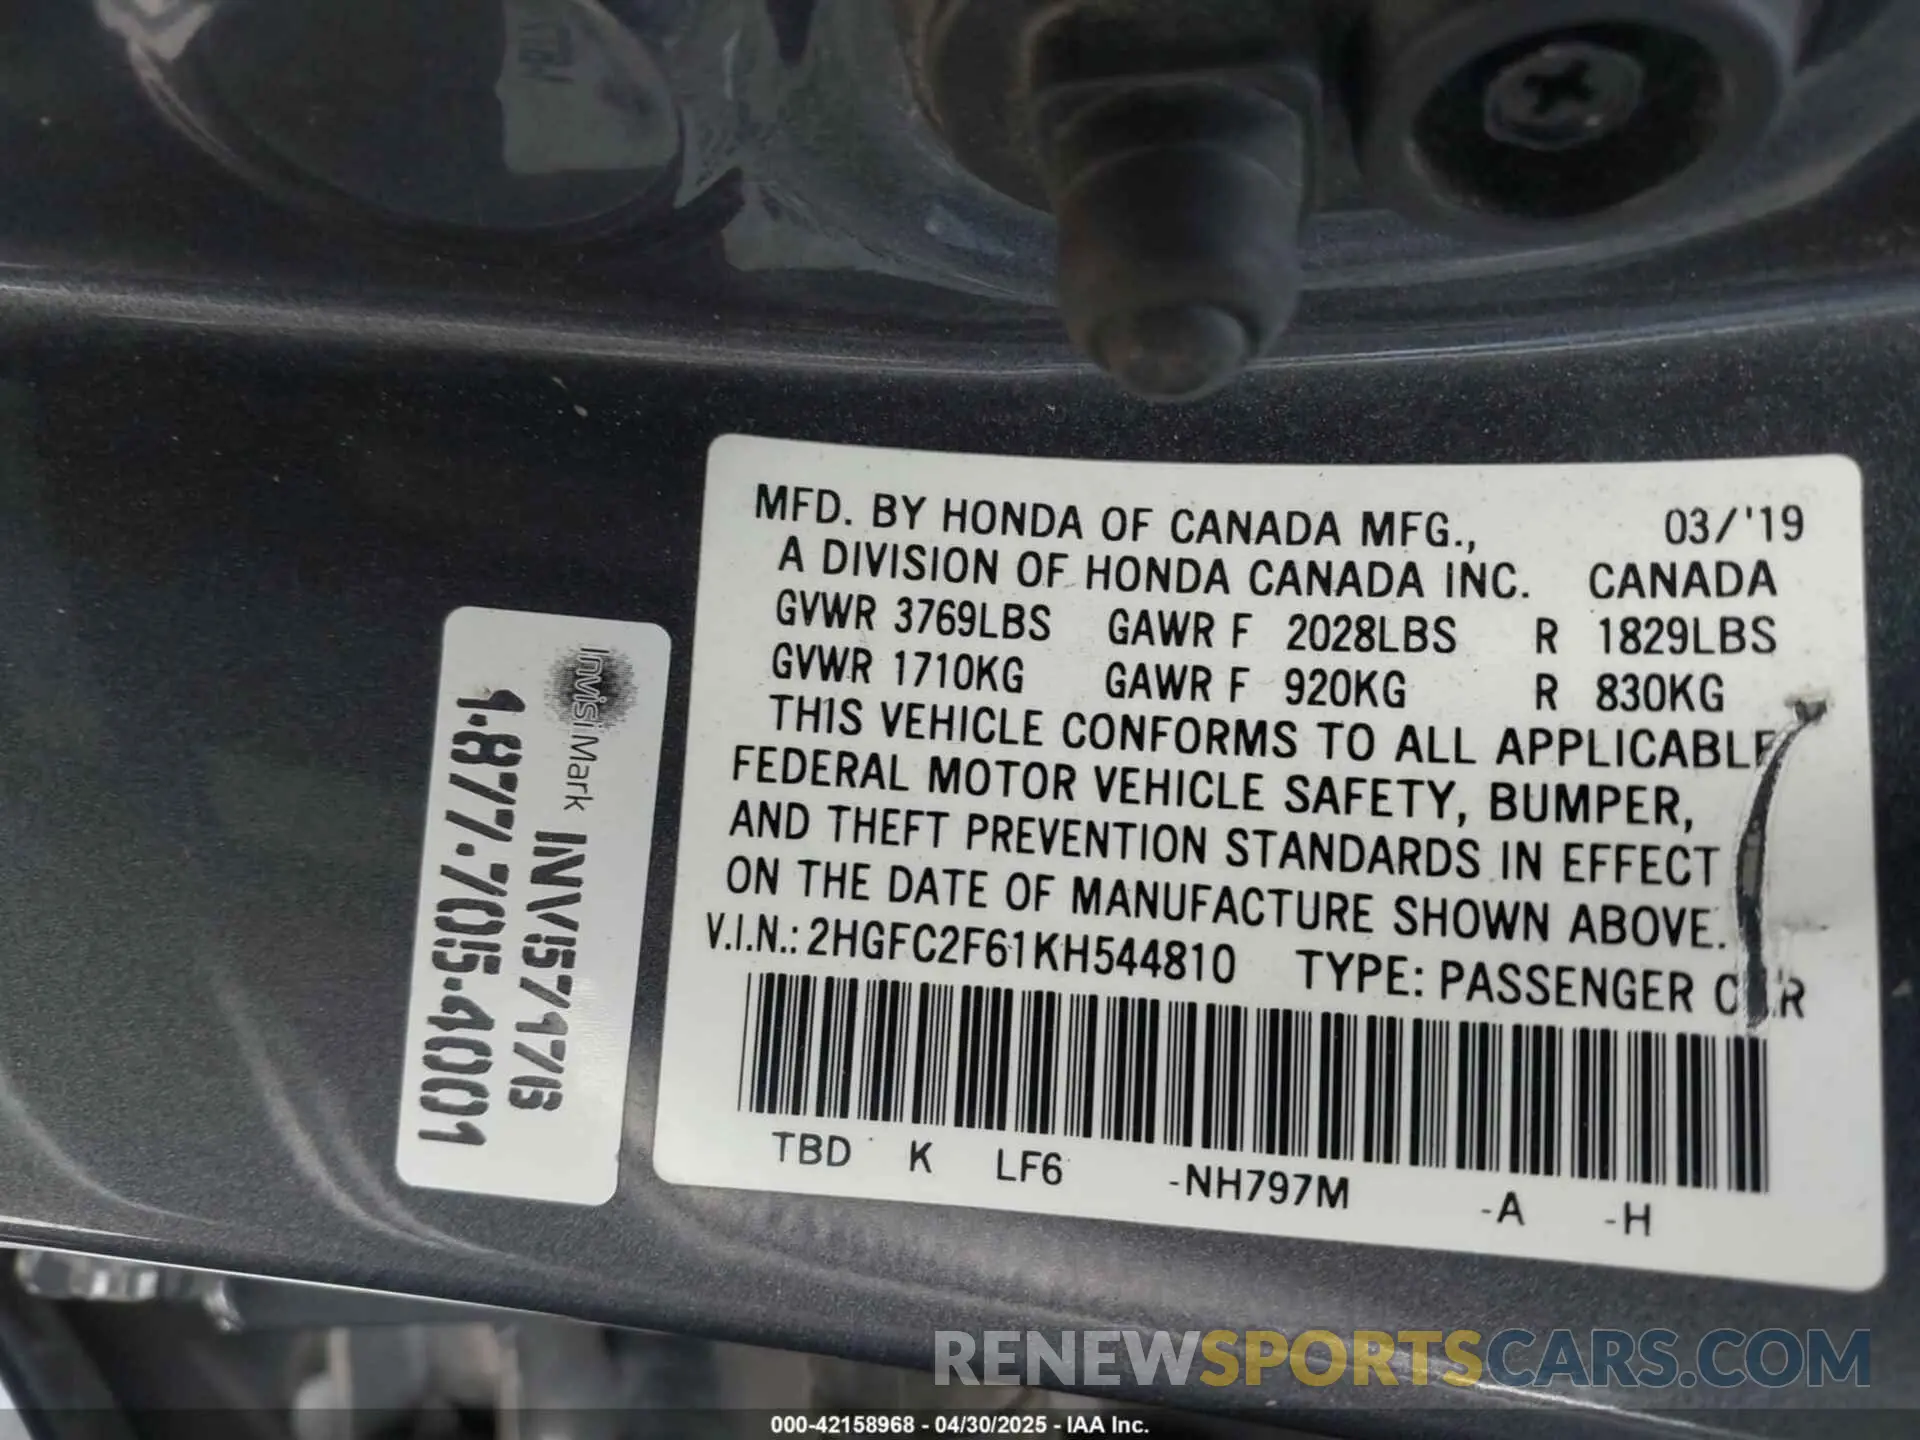 MFD. BY HONDA OF CANADA MFG., 03/'19
A DIVISION OF HONDA CANADA INC. CANADA
GVWR 3769LBS GAWR F 2028LBS R 1829LBS
GVWR 1710KG GAWR F 920KG R 830KG
THIS VEHICLE CONFORMS TO ALL APPLICABLE
FEDERAL MOTOR VEHICLE SAFETY, BUMPER,
AND THEFT PREVENTION STANDARDS IN EFFECT
ON THE DATE OF MANUFACTURE SHOWN ABOVE.
V.I.N.: 2HGFC2F61KH544810 TYPE: PASSENGER CAR
TBD K LF6 -NH797M -A -H
InvisiMark INV57176
1-877-705-4001
RENEWSPORTSCARS.COM
000-42158968 - 04/30/2025 - IAA Inc.